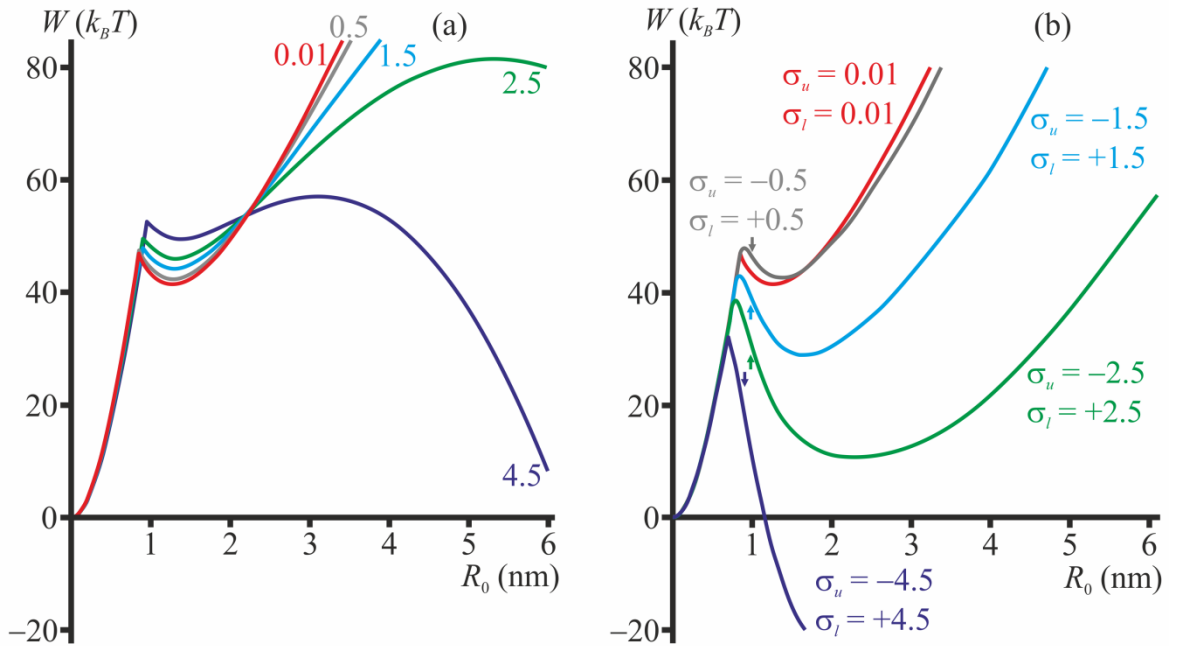 W (k_BT)
(a)
0.5
0.01
1.5
2.5
4.5
80
60
40
20
0
–20
1 2 3 4 5 6
R_0 (nm)
W (k_BT)
(b)
σ_u = 0.01
σ_l = 0.01
σ_u = –0.5
σ_l = +0.5
σ_u = –1.5
σ_l = +1.5
σ_u = –2.5
σ_l = +2.5
σ_u = –4.5
σ_l = +4.5
80
60
40
20
0
–20
1 2 3 4 5 6
R_0 (nm)